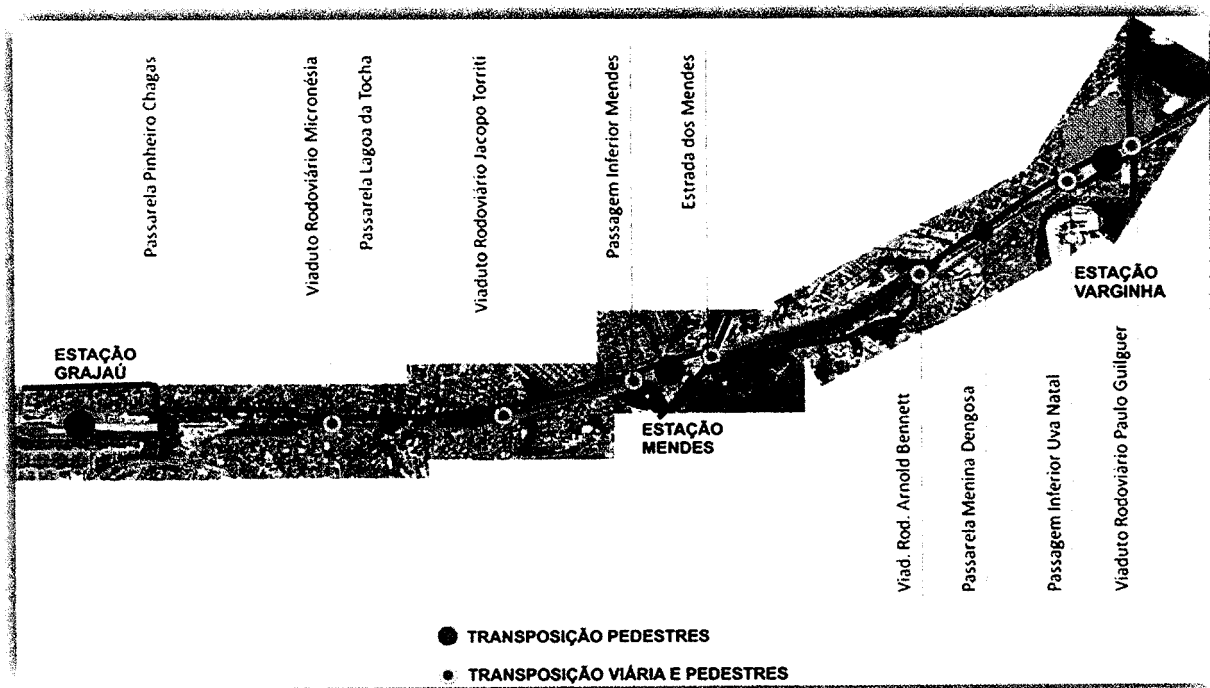 Passarela Pinheiro Chagas
Viaduto Rodoviário Micronésia
Passarela Lagoa da Tocha
Viaduto Rodoviário Jacopo Torriti
Passagem Inferior Mendes
Estrada dos Mendes
ESTAÇÃO
GRAJAÚ
ESTAÇÃO
MENDES
ESTAÇÃO
VARGINHA
Viad. Rod. Arnold Bennett
Passarela Menina Dengosa
Passagem Inferior Uva Natal
Viaduto Rodoviário Paulo Guilguer
TRANSPOSIÇÃO PEDESTRES
TRANSPOSIÇÃO VIÁRIA E PEDESTRES